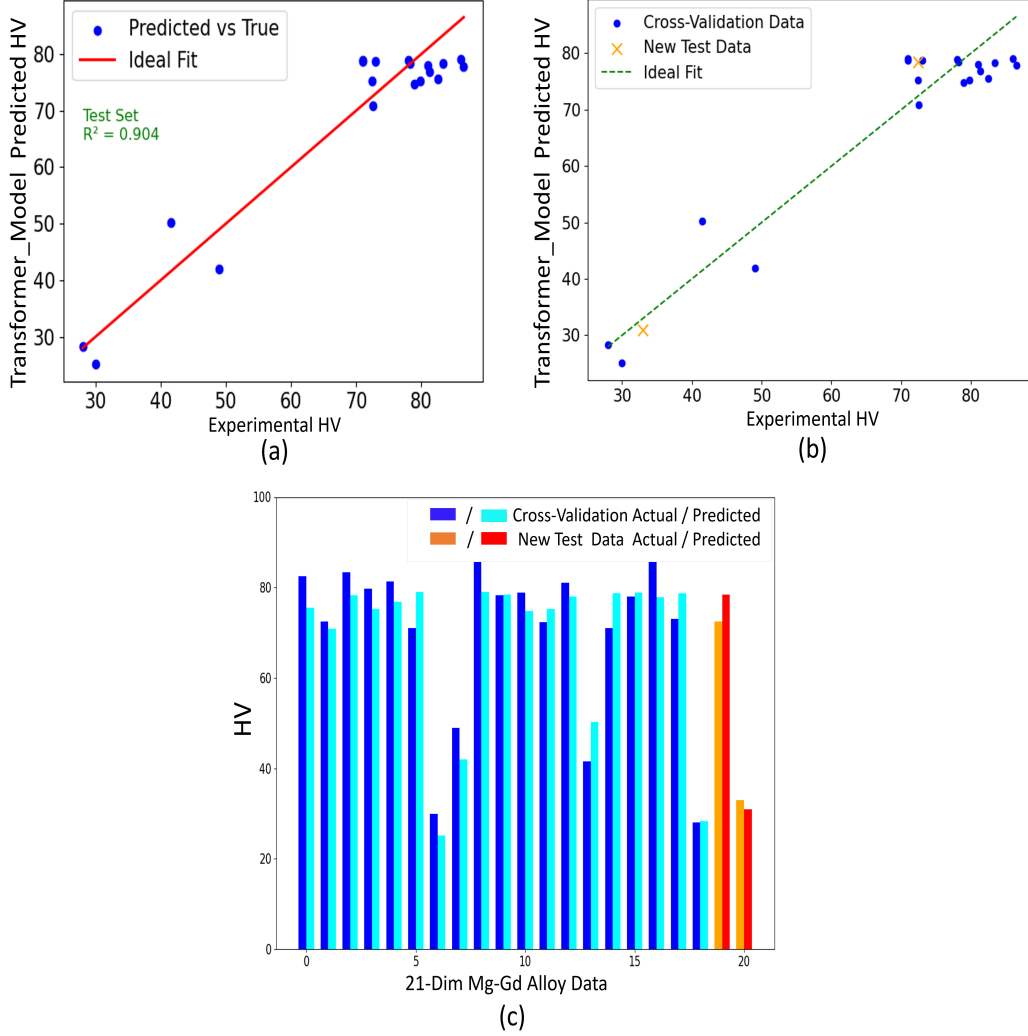 Predicted vs True
Ideal Fit
Test Set
R² = 0.904
Transformer_Model Predicted HV
80
70
60
50
40
30
30 40 50 60 70 80
Experimental HV
(a)
Cross-Validation Data
New Test Data
Ideal Fit
Transformer_Model Predicted HV
80
70
60
50
40
30
30 40 50 60 70 80
Experimental HV
(b)
/ Cross-Validation Actual / Predicted
/ New Test Data Actual / Predicted
HV
100
80
60
40
20
0
0 5 10 15 20
21-Dim Mg-Gd Alloy Data
(c)